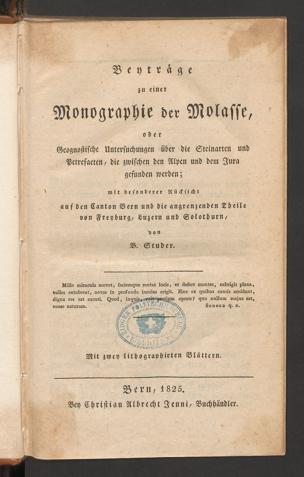 Beyträge
zu einer
Monographie der Molasse,
oder
Geognostische Untersuchungen über die Steinarten und
Petrefacten, die zwischen den Alpen und dem Jura
gefunden werden;
mit besonderer Rücksicht
auf den Canton Bern und die angrenzenden Theile
von Freyburg, Luzern und Solothurn,
von
B. Studer.
Mille miracula movet, faciemque mutat locis, et defert montes, subrigit plana,
valles extuberat, novas in profundo insulas erigit. Haec ex quibus causis accidant,
digna res est excuti. Quod, inquis, erit pretium operae? quo nullum majus est,
nosse naturam.
Seneca q. n.
Mit zwey lithographirten Blättern.
Bern, 1825.
Bey Christian Albrecht Jenni, Buchhändler.